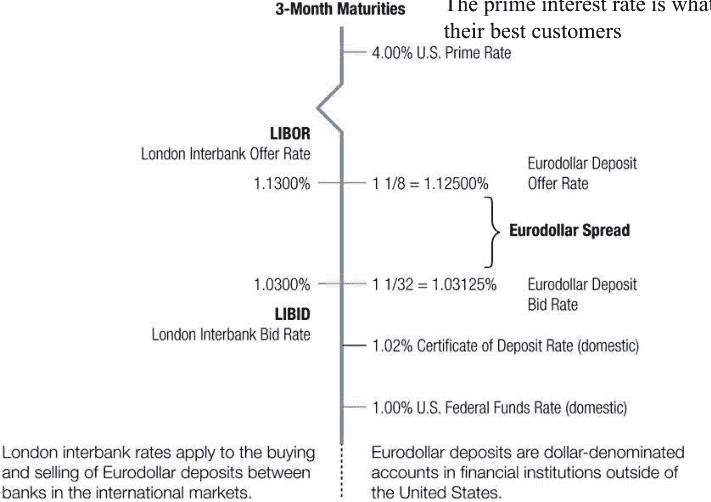 3-Month Maturities
The prime interest rate is what
their best customers
4.00% U.S. Prime Rate
LIBOR
London Interbank Offer Rate
1.1300%
1 1/8 = 1.12500%
Eurodollar Deposit
Offer Rate
Eurodollar Spread
1.0300%
1 1/32 = 1.03125%
Eurodollar Deposit
Bid Rate
LIBID
London Interbank Bid Rate
1.02% Certificate of Deposit Rate (domestic)
1.00% U.S. Federal Funds Rate (domestic)
London interbank rates apply to the buying
and selling of Eurodollar deposits between
banks in the international markets.
Eurodollar deposits are dollar-denominated
accounts in financial institutions outside of
the United States.